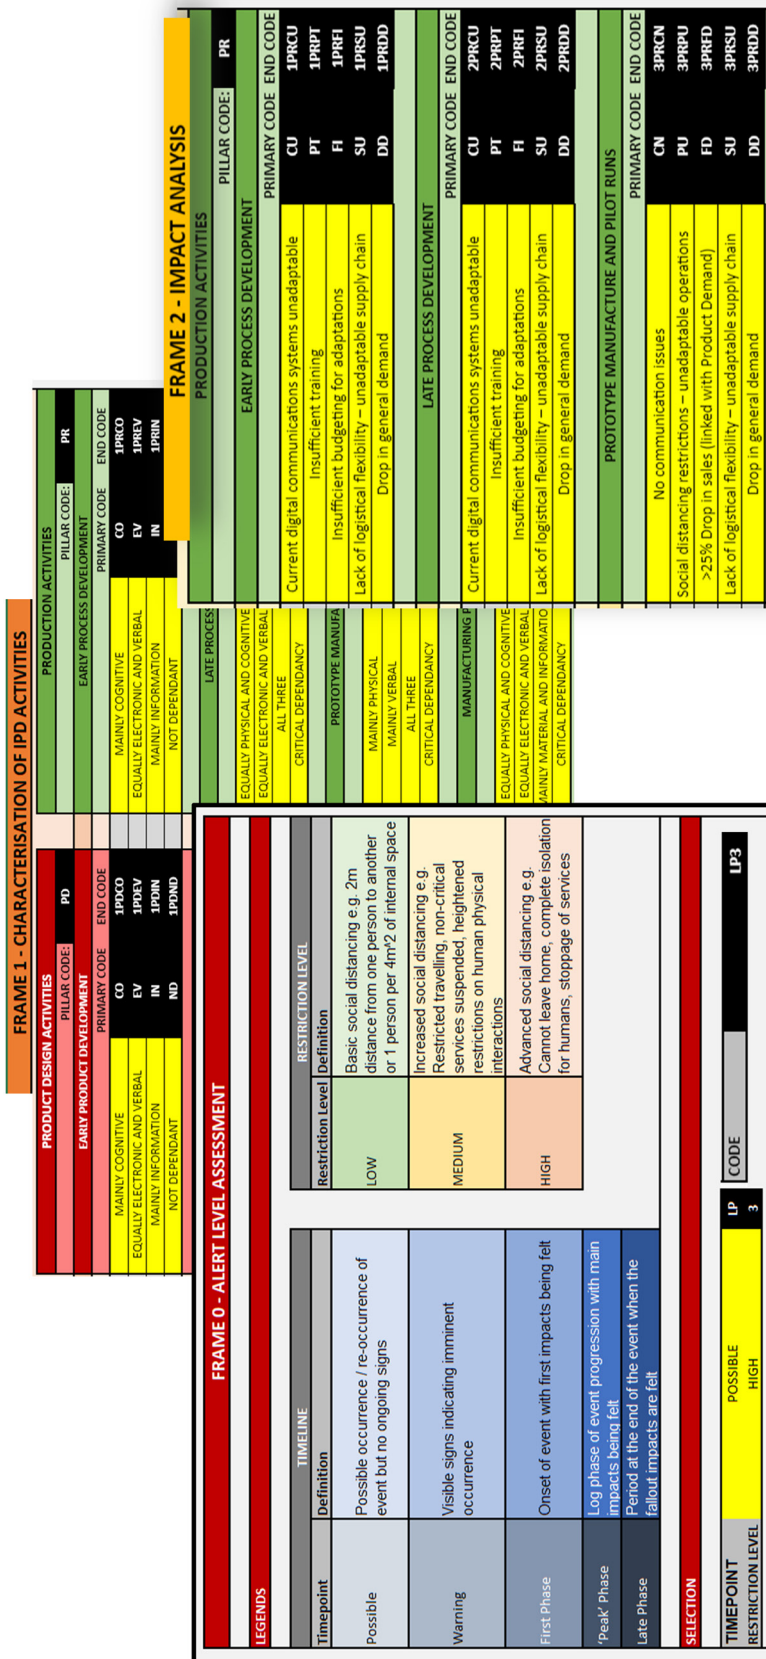 FRAME 1 - CHARACTERISATION OF IPD ACTIVITIES
PRODUCT DESIGN ACTIVITIES
PILLAR CODE: PD
EARLY PRODUCT DEVELOPMENT
PRIMARY CODE END CODE
MAINLY COGNITIVE CO 1PDCO
EQUALLY ELECTRONIC AND VERBAL EV 1PDEV
MAINLY INFORMATION IN 1PDIN
NOT DEPENDANT ND 1PDND
PRODUCTION ACTIVITIES
PILLAR CODE: PR
EARLY PROCESS DEVELOPMENT
PRIMARY CODE END CODE
MAINLY COGNITIVE CO 1PRCO
EQUALLY ELECTRONIC AND VERBAL EV 1PREV
MAINLY INFORMATION IN 1PRIN
NOT DEPENDANT
LATE PROCESS
EQUALLY PHYSICAL AND COGNITIVE
EQUALLY ELECTRONIC AND VERBAL
ALL THREE
CRITICAL DEPENDANCY
PROTOTYPE MANUFA
MAINLY PHYSICAL
MAINLY VERBAL
ALL THREE
CRITICAL DEPENDANCY
MANUFACTURING P
EQUALLY PHYSICAL AND COGNITIVE
EQUALLY ELECTRONIC AND VERBAL
MAINLY MATERIAL AND INFORMATIO
CRITICAL DEPENDANCY
FRAME 2 - IMPACT ANALYSIS
PRODUCTION ACTIVITIES
PILLAR CODE: PR
EARLY PROCESS DEVELOPMENT
PRIMARY CODE END CODE
Current digital communications systems unadaptable CU 1PRCU
Insufficient training PT 1PRPT
Insufficient budgeting for adaptations FI 1PRFI
Lack of logistical flexibility – unadaptable supply chain SU 1PRSU
Drop in general demand DD 1PRDD
LATE PROCESS DEVELOPMENT
PRIMARY CODE END CODE
Current digital communications systems unadaptable CU 2PRCU
Insufficient training PT 2PRPT
Insufficient budgeting for adaptations FI 2PRFI
Lack of logistical flexibility – unadaptable supply chain SU 2PRSU
Drop in general demand DD 2PRDD
PROTOTYPE MANUFACTURE AND PILOT RUNS
PRIMARY CODE END CODE
No communication issues CN 3PRCN
Social distancing restrictions – unadaptable operations PU 3PRPU
>25% Drop in sales (linked with Product Demand) FD 3PRFD
Lack of logistical flexibility – unadaptable supply chain SU 3PRSU
Drop in general demand DD 3PRDD
FRAME 0 - ALERT LEVEL ASSESSMENT
LEGENDS
TIMELINE
Timepoint Definition
Possible
Possible occurrence / re-occurrence of
event but no ongoing signs
Warning
Visible signs indicating imminent
occurrence
First Phase Onset of event with first impacts being felt
'Peak' Phase
Log phase of event progression with main
impacts being felt
Late Phase
Period at the end of the event when the
fallout impacts are felt
RESTRICTION LEVEL
Restriction Level Definition
LOW
Basic social distancing e.g. 2m
distance from one person to another
or 1 person per 4m^2 of internal space
MEDIUM
Increased social distancing e.g.
Restricted travelling, non-critical
services suspended, heightened
restrictions on human physical
interactions
HIGH
Advanced social distancing e.g.
Cannot leave home, complete isolation
for humans, stoppage of services
SELECTION
TIMEPOINT POSSIBLE LP CODE LP3
RESTRICTION LEVEL HIGH 3